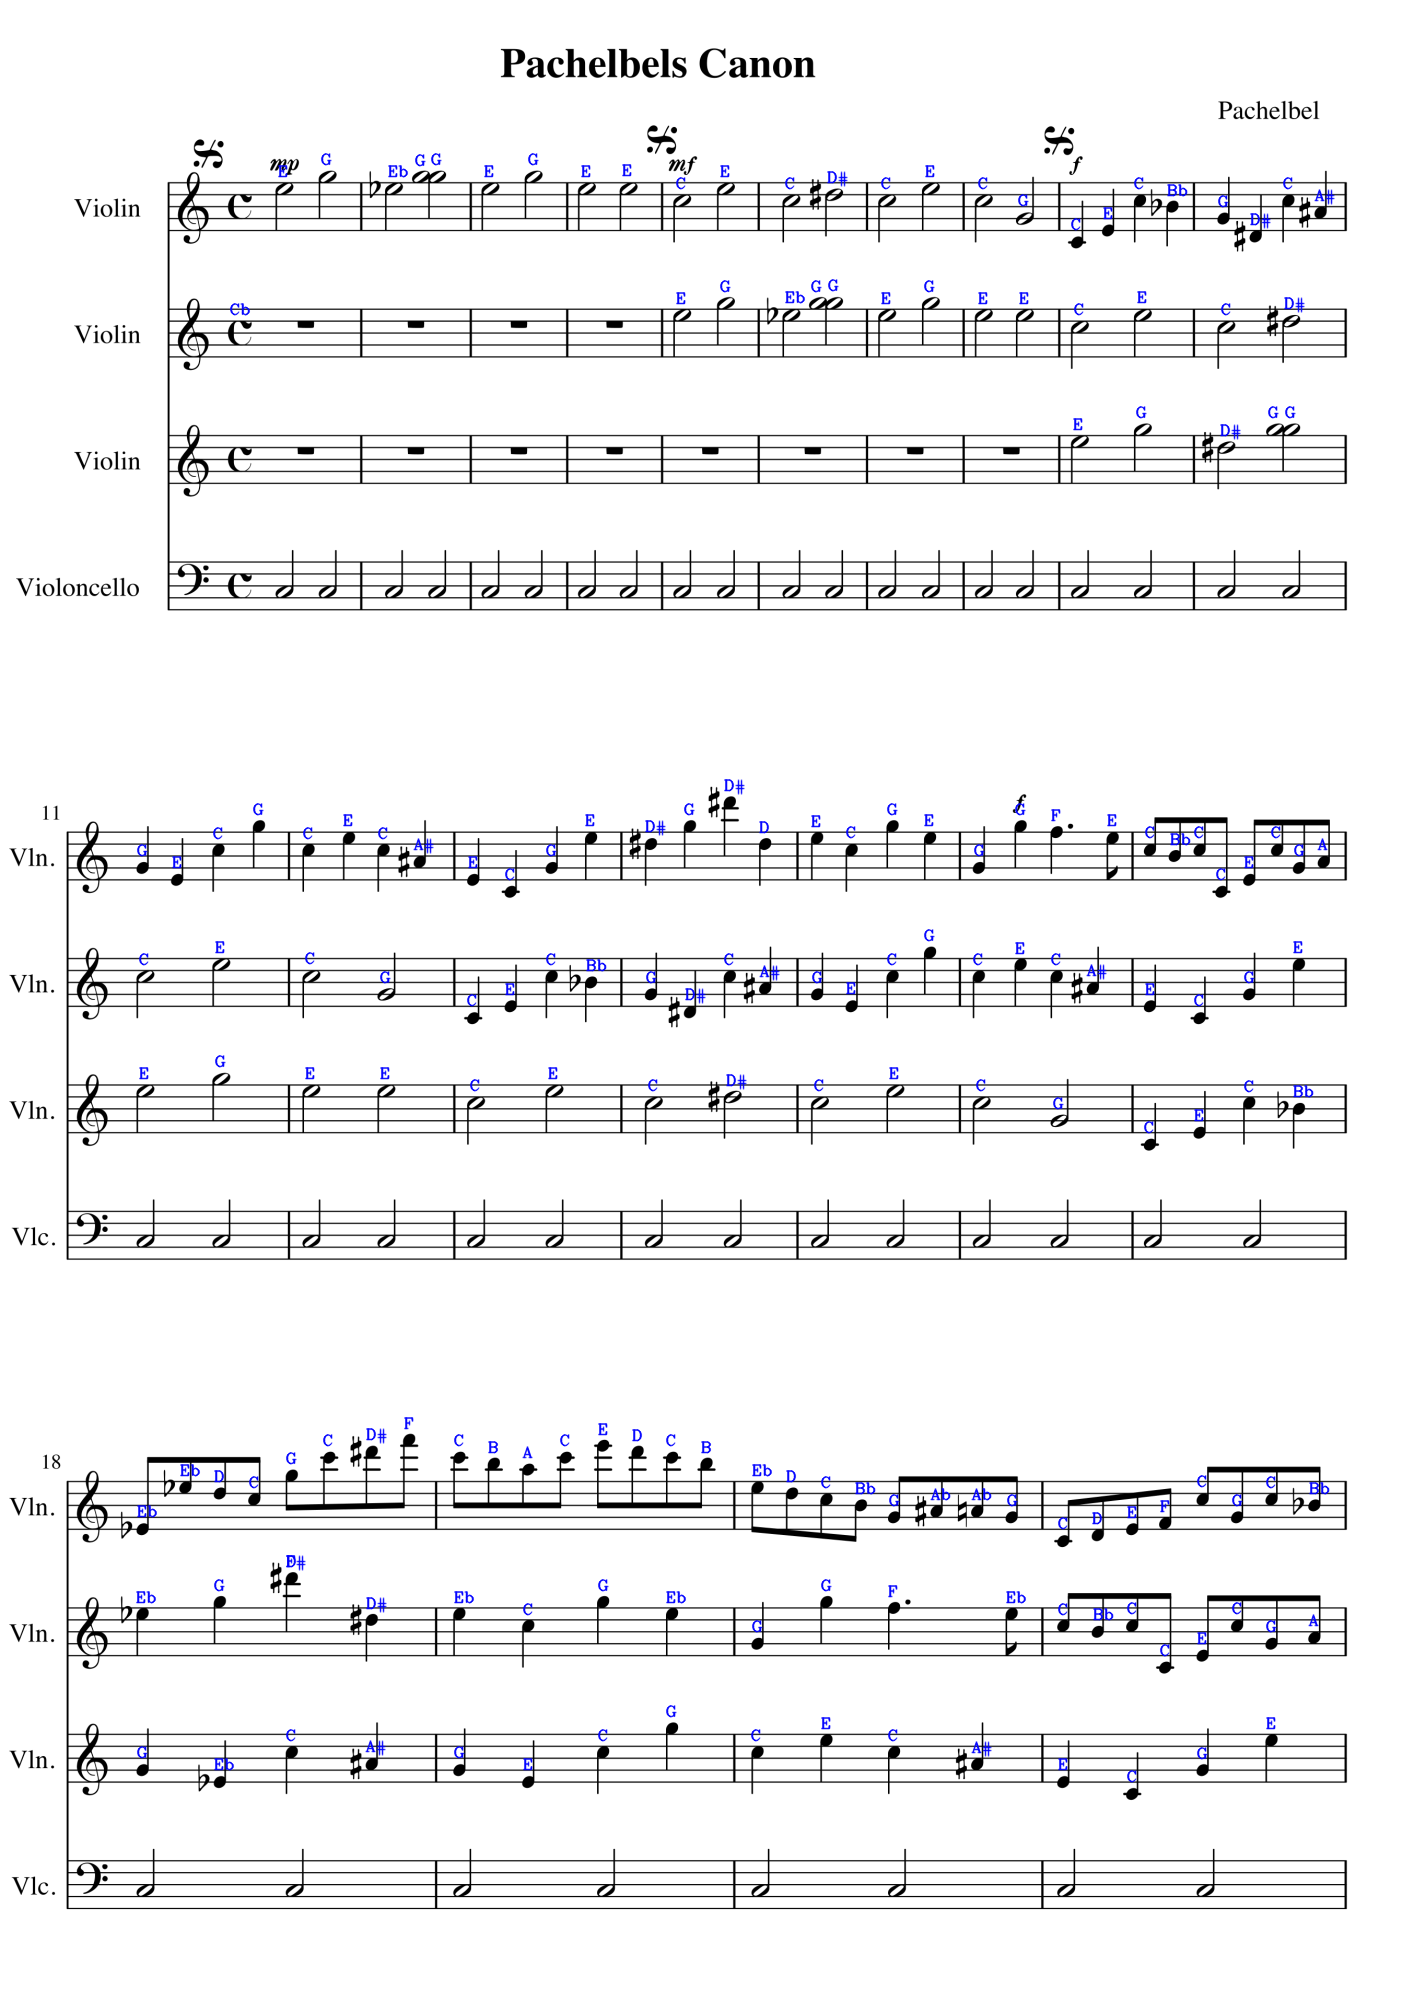 Pachelbels Canon
Pachelbel
mp mf f
E G Eb G G E G E E C E C D# C E C G C E C Bb G D# C A#
Violin
Cb E G Eb G G E G E E C E C D#
Violin
E G D# G G
Violin
Violoncello
11
f
G E C G C E C A# E C G E D# G D# D E C G E G G F E C Bb C C E C G A
Vln.
C E C G C E C Bb G D# C A# G E C G C E C A# E C G E
Vln.
E G E E C E C D# C E C G C E C Bb
Vln.
Vlc.
18
Eb Eb D C G C D# F C B A C E D C B Eb D C Bb G Ab Ab G C D E F C G C Bb
Vln.
Eb G D# Eb C G Eb G G F Eb C Bb C C E C G A
Vln.
G Eb C A# G E C G C E C A# E C G E
Vln.
Vlc.